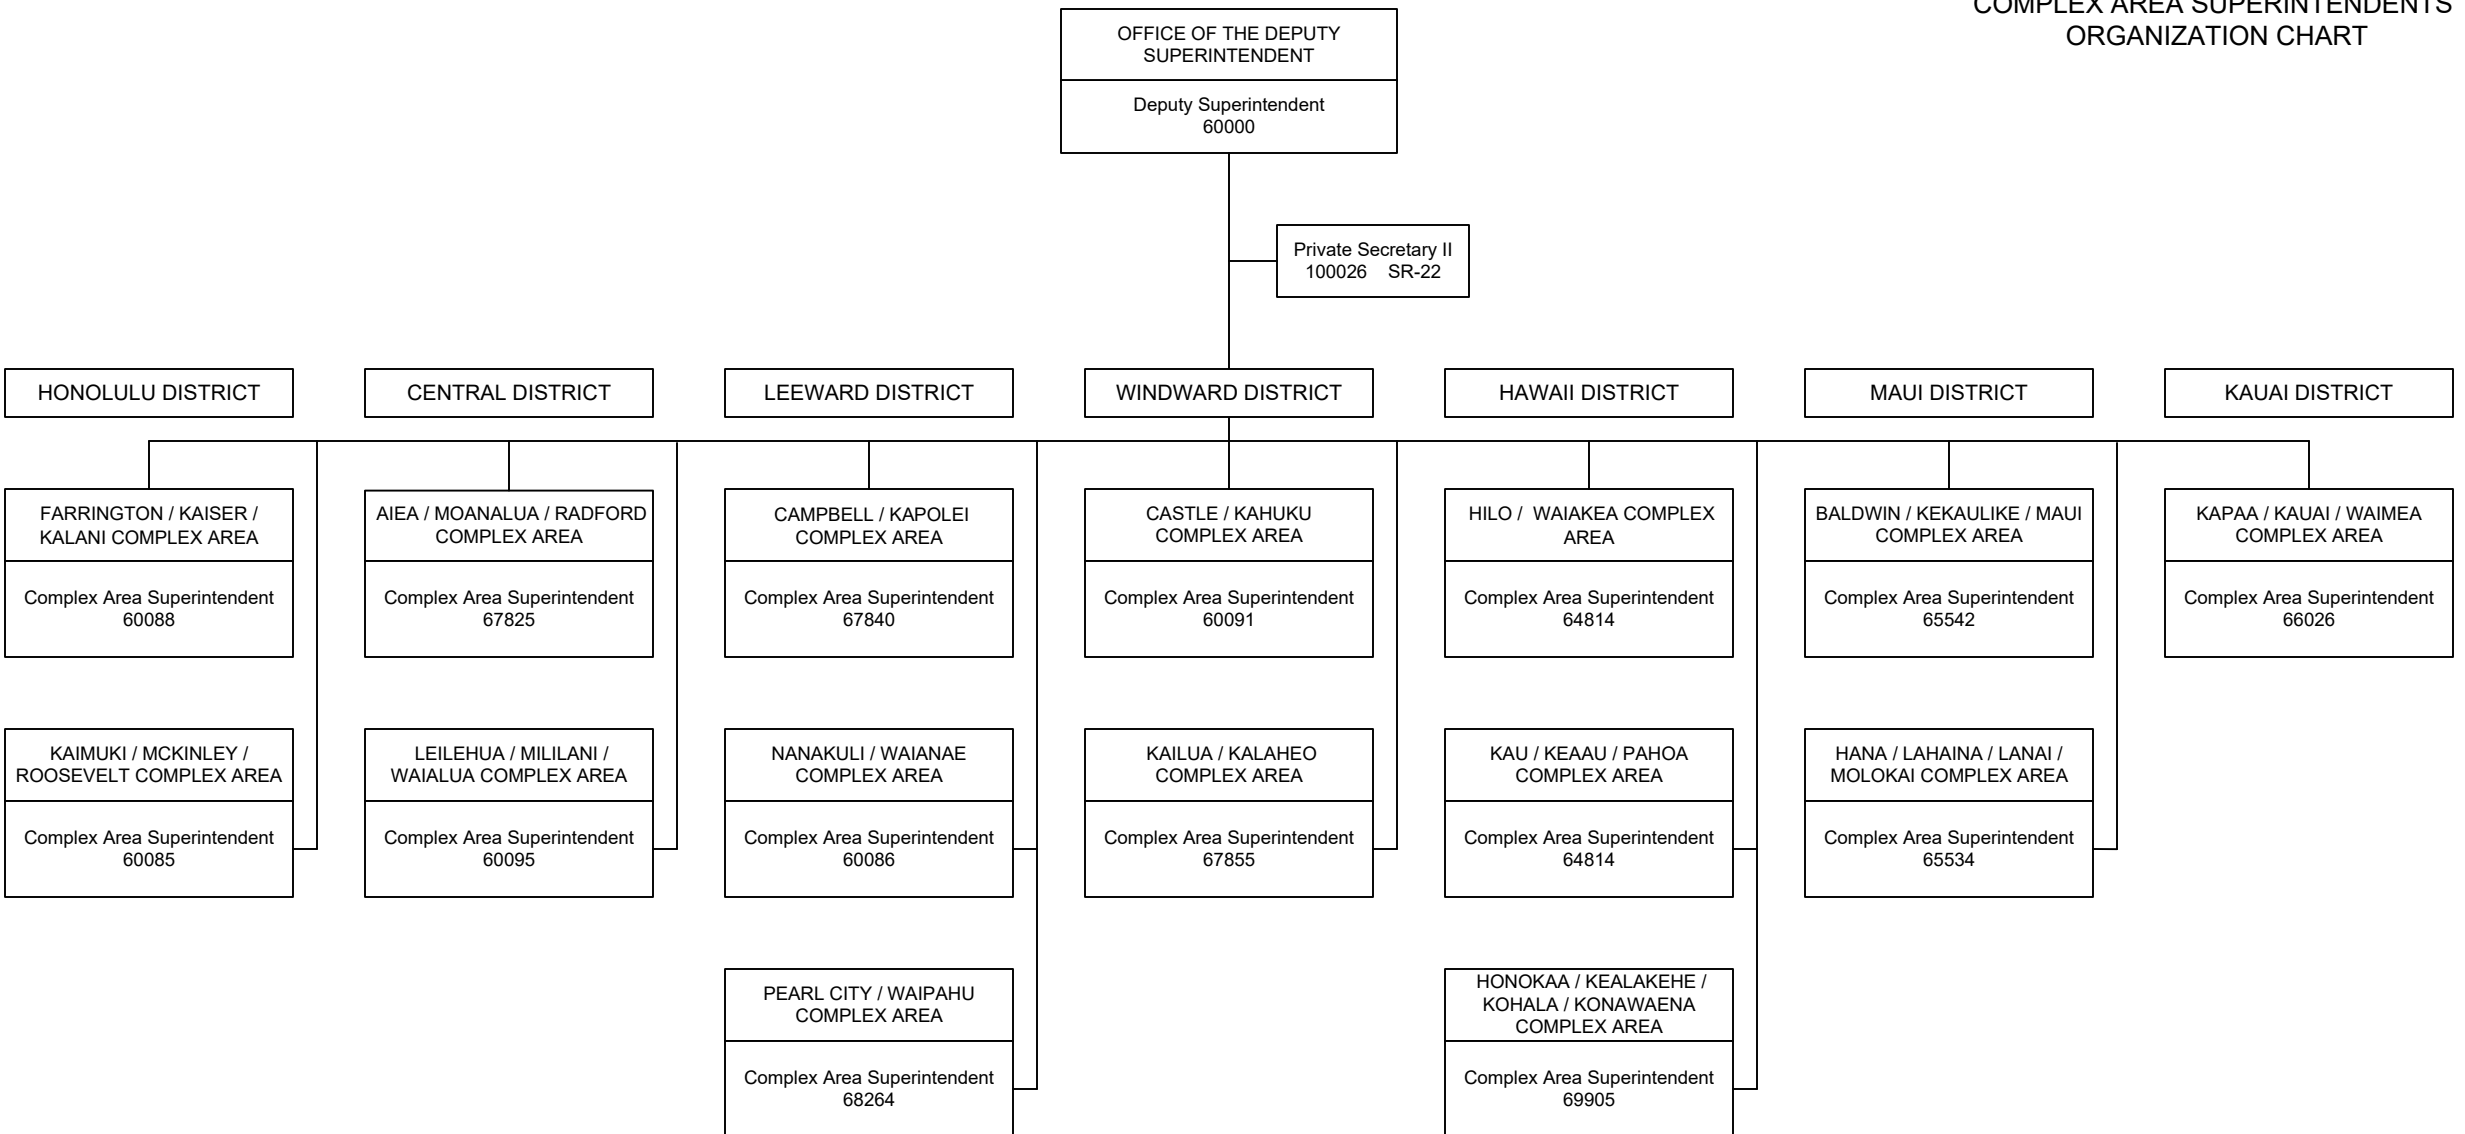 COMPLEX AREA SUPERINTENDENTS
ORGANIZATION CHART
OFFICE OF THE DEPUTY
SUPERINTENDENT
Deputy Superintendent
60000
Private Secretary II
100026 SR-22
HONOLULU DISTRICT
CENTRAL DISTRICT
LEEWARD DISTRICT
WINDWARD DISTRICT
HAWAII DISTRICT
MAUI DISTRICT
KAUAI DISTRICT
FARRINGTON / KAISER /
KALANI COMPLEX AREA
Complex Area Superintendent
60088
AIEA / MOANALUA / RADFORD
COMPLEX AREA
Complex Area Superintendent
67825
CAMPBELL / KAPOLEI
COMPLEX AREA
Complex Area Superintendent
67840
CASTLE / KAHUKU
COMPLEX AREA
Complex Area Superintendent
60091
HILO / WAIAKEA COMPLEX
AREA
Complex Area Superintendent
64814
BALDWIN / KEKAULIKE / MAUI
COMPLEX AREA
Complex Area Superintendent
65542
KAPAA / KAUAI / WAIMEA
COMPLEX AREA
Complex Area Superintendent
66026
KAIMUKI / MCKINLEY /
ROOSEVELT COMPLEX AREA
Complex Area Superintendent
60085
LEILEHUA / MILILANI /
WAIALUA COMPLEX AREA
Complex Area Superintendent
60095
NANAKULI / WAIANAE
COMPLEX AREA
Complex Area Superintendent
60086
KAILUA / KALAHEO
COMPLEX AREA
Complex Area Superintendent
67855
KAU / KEAAU / PAHOA
COMPLEX AREA
Complex Area Superintendent
64814
HANA / LAHAINA / LANAI /
MOLOKAI COMPLEX AREA
Complex Area Superintendent
65534
PEARL CITY / WAIPAHU
COMPLEX AREA
Complex Area Superintendent
68264
HONOKAA / KEALAKEHE /
KOHALA / KONAWAENA
COMPLEX AREA
Complex Area Superintendent
69905